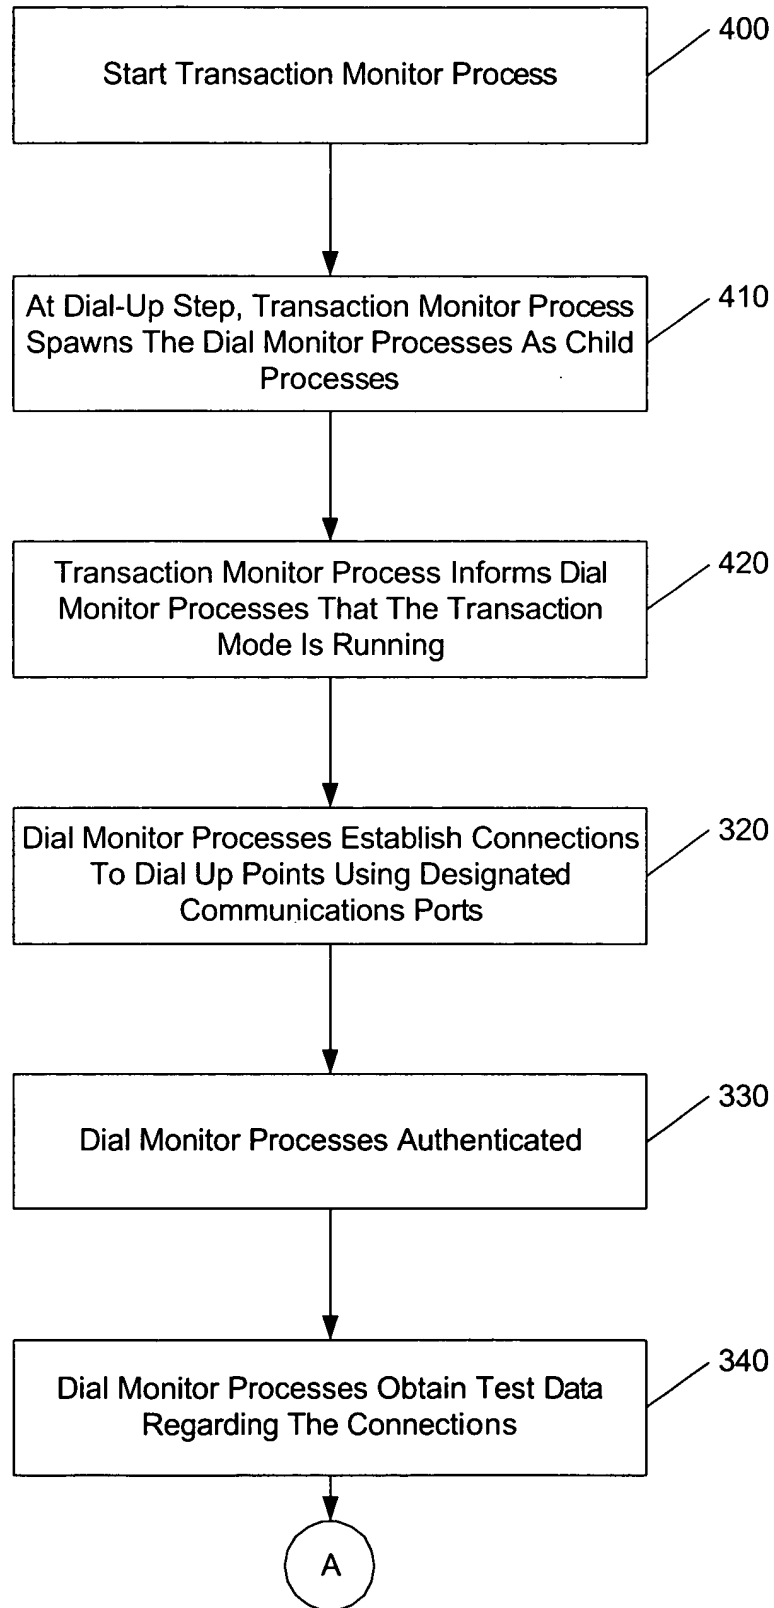 400
Start Transaction Monitor Process
410
At Dial-Up Step, Transaction Monitor Process
Spawns The Dial Monitor Processes As Child
Processes
420
Transaction Monitor Process Informs Dial
Monitor Processes That The Transaction
Mode Is Running
320
Dial Monitor Processes Establish Connections
To Dial Up Points Using Designated
Communications Ports
330
Dial Monitor Processes Authenticated
340
Dial Monitor Processes Obtain Test Data
Regarding The Connections
A